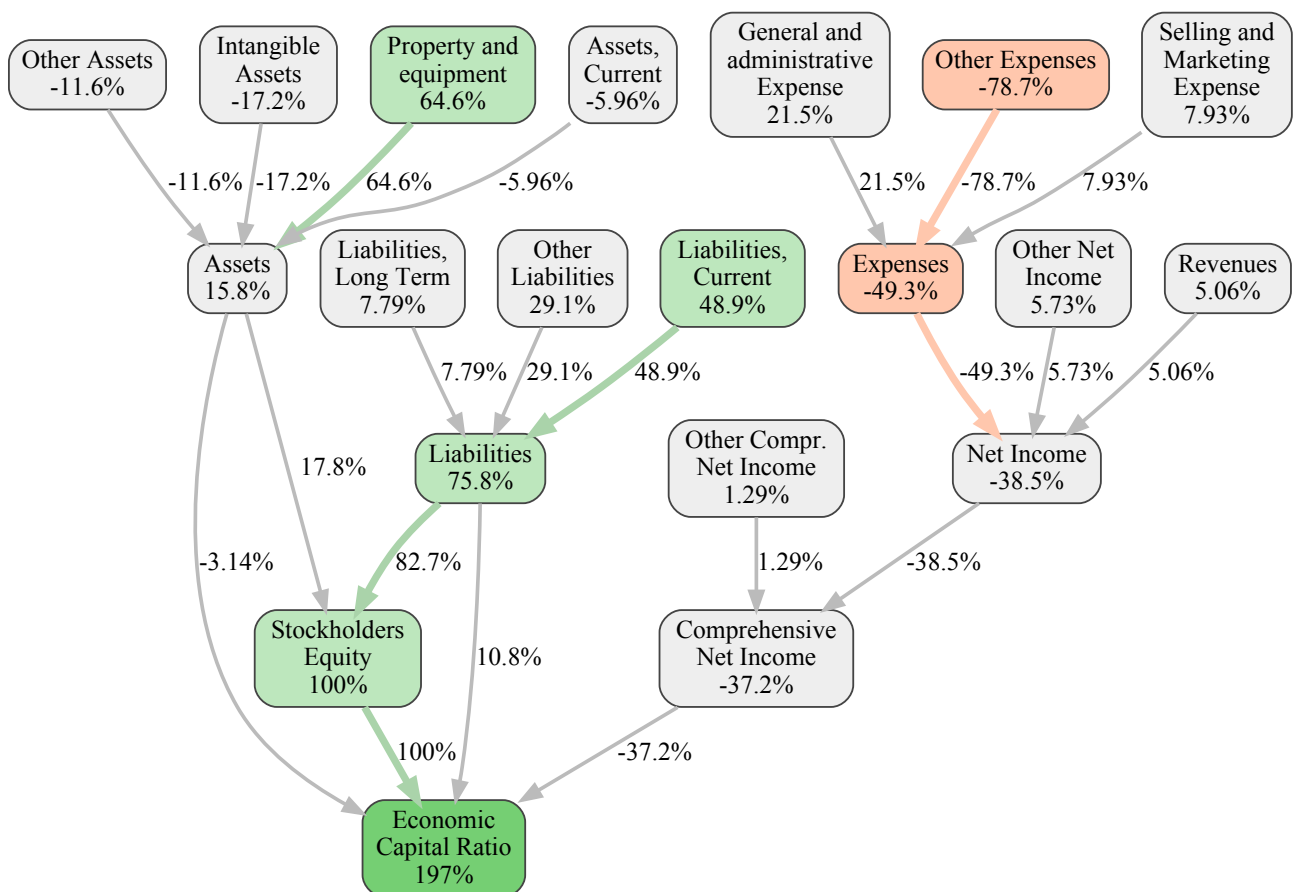 Other Assets
-11.6%
Intangible
Assets
-17.2%
Property and
equipment
64.6%
Assets,
Current
-5.96%
General and
administrative
Expense
21.5%
Other Expenses
-78.7%
Selling and
Marketing
Expense
7.93%
-11.6%
-17.2%
64.6%
-5.96%
21.5%
-78.7%
7.93%
Assets
15.8%
Liabilities,
Long Term
7.79%
Other
Liabilities
29.1%
Liabilities,
Current
48.9%
Expenses
-49.3%
Other Net
Income
5.73%
Revenues
5.06%
7.79%
29.1%
48.9%
-49.3%
5.73%
5.06%
17.8%
Liabilities
75.8%
Other Compr.
Net Income
1.29%
Net Income
-38.5%
-3.14%
82.7%
1.29%
-38.5%
Stockholders
Equity
100%
10.8%
Comprehensive
Net Income
-37.2%
100%
-37.2%
Economic
Capital Ratio
197%